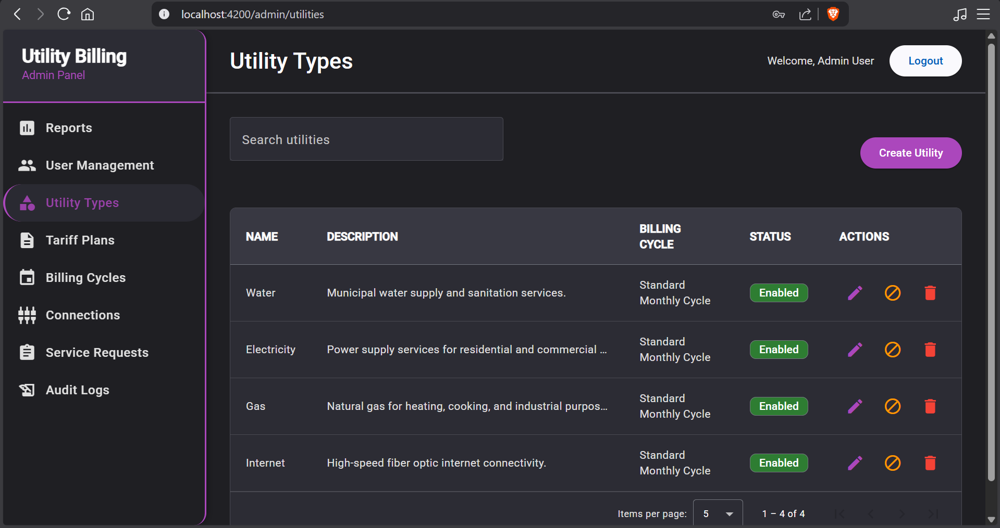 localhost:4200/admin/utilities
Utility Billing
Admin Panel
Reports
User Management
Utility Types
Tariff Plans
Billing Cycles
Connections
Service Requests
Audit Logs
Utility Types
Welcome, Admin User
Logout
Search utilities
Create Utility
NAME DESCRIPTION BILLING CYCLE STATUS ACTIONS
Water Municipal water supply and sanitation services. Standard Monthly Cycle Enabled
Electricity Power supply services for residential and commercial ... Standard Monthly Cycle Enabled
Gas Natural gas for heating, cooking, and industrial purpos... Standard Monthly Cycle Enabled
Internet High-speed fiber optic internet connectivity. Standard Monthly Cycle Enabled
Items per page: 5 1 – 4 of 4